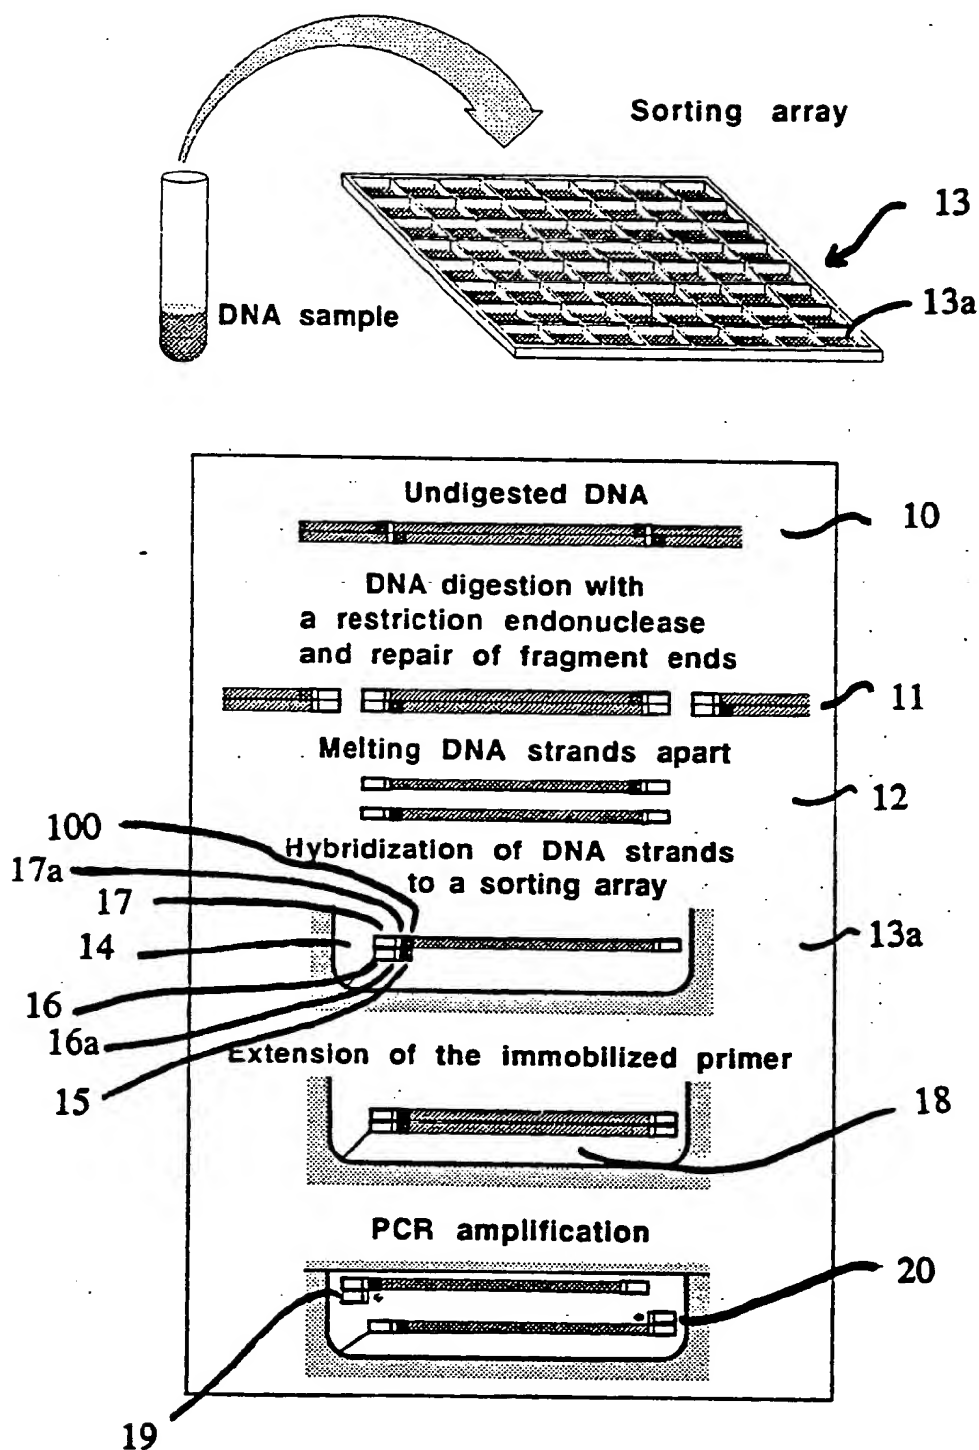 Sorting array
13
13a
DNA sample
Undigested DNA
10
DNA digestion with
a restriction endonuclease
and repair of fragment ends
11
Melting DNA strands apart
12
100
Hybridization of DNA strands
17a
to a sorting array
17
14
13a
16
16a
Extension of the immobilized primer
15
18
PCR amplification
20
19